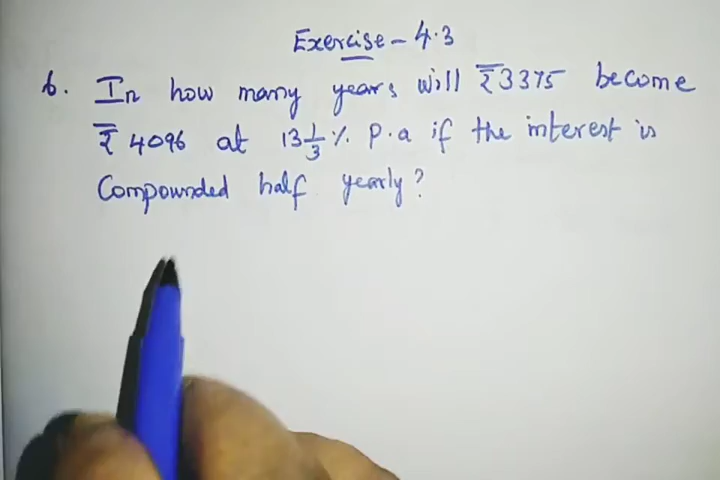 Exercise - 4.3
6. In how many years will ₹3375 become
₹ 4096 at 13 1/3 % p.a if the interest is
Compounded half yearly?